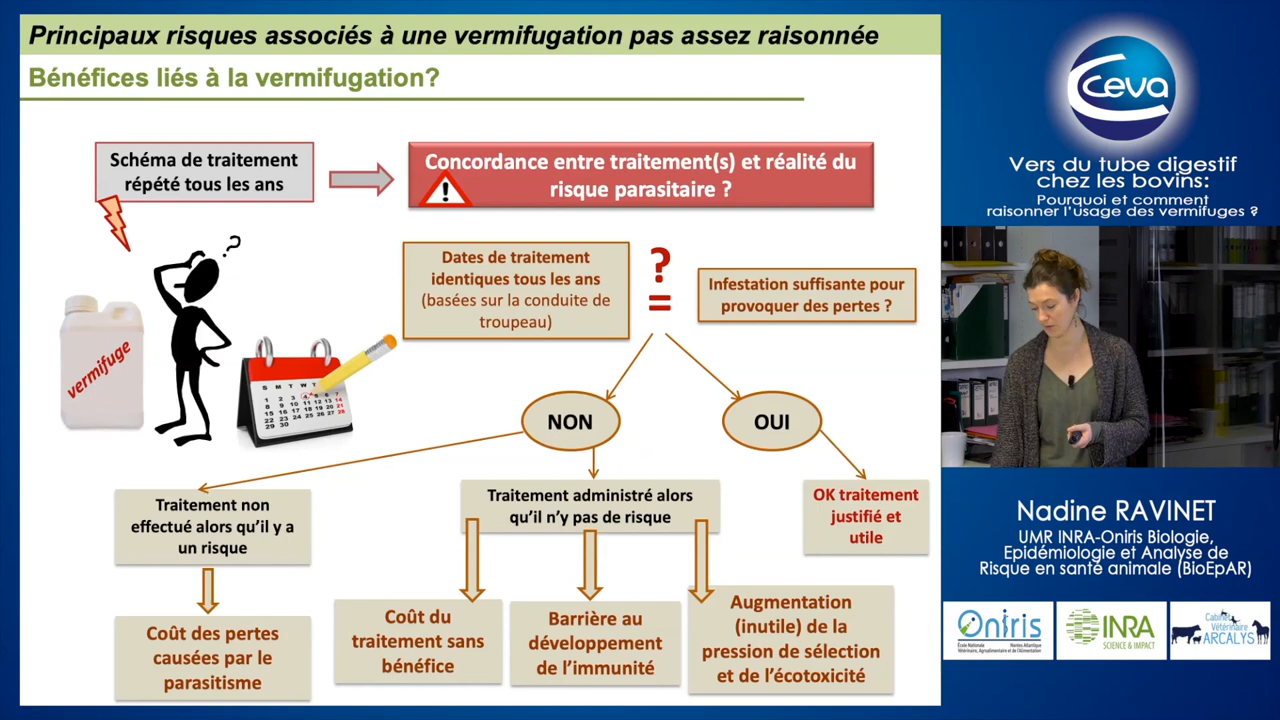 Principaux risques associés à une vermifugation pas assez raisonnée
Bénéfices liés à la vermifugation?
Schéma de traitement
répété tous les ans
Concordance entre traitement(s) et réalité du
risque parasitaire ?
!
?
vermifuge
S M T W T
Dates de traitement
identiques tous les ans
(basées sur la conduite de
troupeau)
?
=
Infestation suffisante pour
provoquer des pertes ?
NON
OUI
Traitement non
effectué alors qu'il y a
un risque
Traitement administré alors
qu'il n'y pas de risque
OK traitement
justifié et
utile
Coût des pertes
causées par le
parasitisme
Coût du
traitement sans
bénéfice
Barrière au
développement
de l'immunité
Augmentation
(inutile) de la
pression de sélection
et de l'écotoxicité
Ceva
Vers du tube digestif
chez les bovins:
Pourquoi et comment
raisonner l'usage des vermifuges ?
Nadine RAVINET
UMR INRA-Oniris Biologie,
Epidémiologie et Analyse de
Risque en santé animale (BioEpAR)
Oniris
INRA
SCIENCE & IMPACT
Cabinet
Vétérinaire
ARCALYS